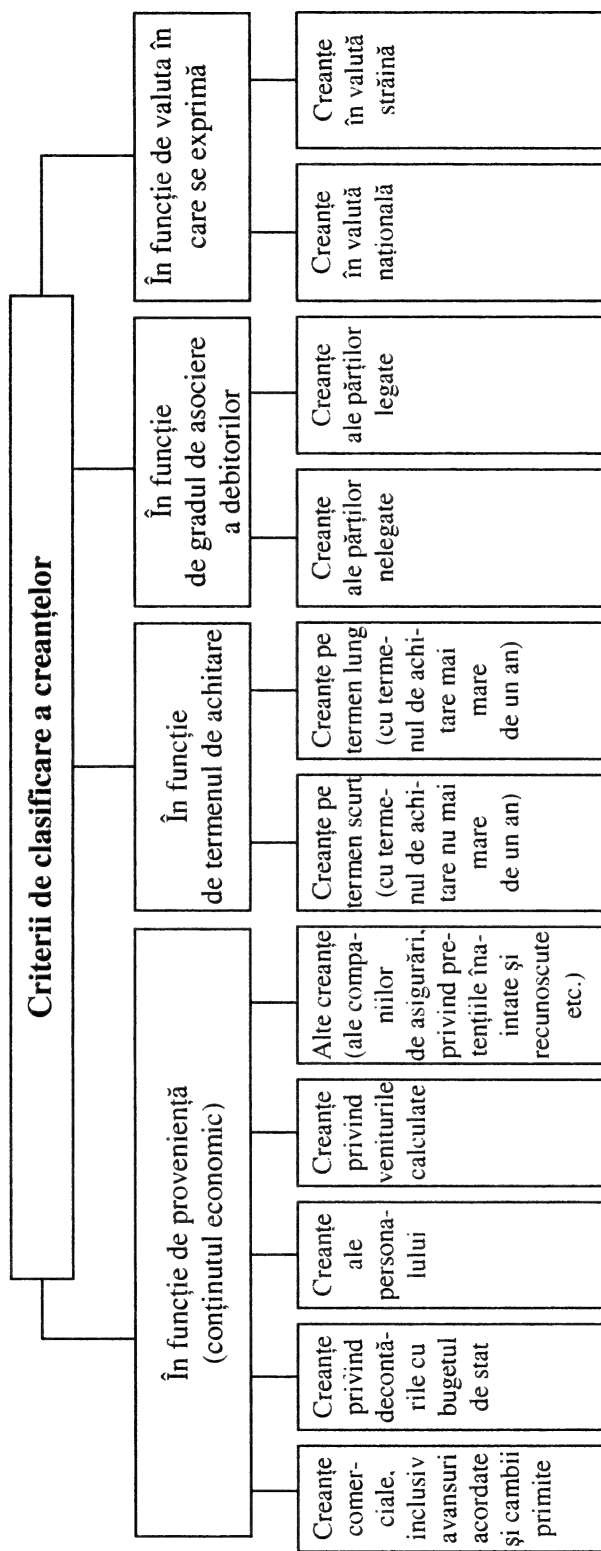 Criterii de clasificare a creanțelor
În funcție de proveniență
(conținutul economic)
În funcție
de termenul de achitare
În funcție
de gradul de asociere
a debitorilor
În funcție de valuta în
care se exprimă
Creanțe
comer-
ciale,
inclusiv
avansuri
acordate
și cambii
primite
Creanțe
privind
decontă-
rile cu
bugetul
de stat
Creanțe
ale
persona-
lului
Creanțe
privind
veniturile
calculate
Alte creanțe
(ale compa-
niilor
de asigurări,
privind pre-
tențiile îna-
intate și
recunoscute
etc.)
Creanțe pe
termen scurt
(cu terme-
nul de achi-
tare nu mai
mare
de un an)
Creanțe pe
termen lung
(cu terme-
nul de achi-
tare mai
mare
de un an)
Creanțe
ale părților
nelegate
Creanțe
ale părților
legate
Creanțe
în valută
națională
Creanțe
în valută
străină